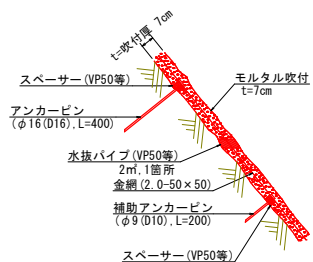 t=吹付厚 7cm
スペーサー(VP50等)
モルタル吹付
t=7cm
アンカーピン
(φ16(D16),L=400)
水抜パイプ(VP50等)
2㎡,1箇所
金網(2.0-50×50)
補助アンカーピン
(φ9(D10),L=200)
スペーサー(VP50等)